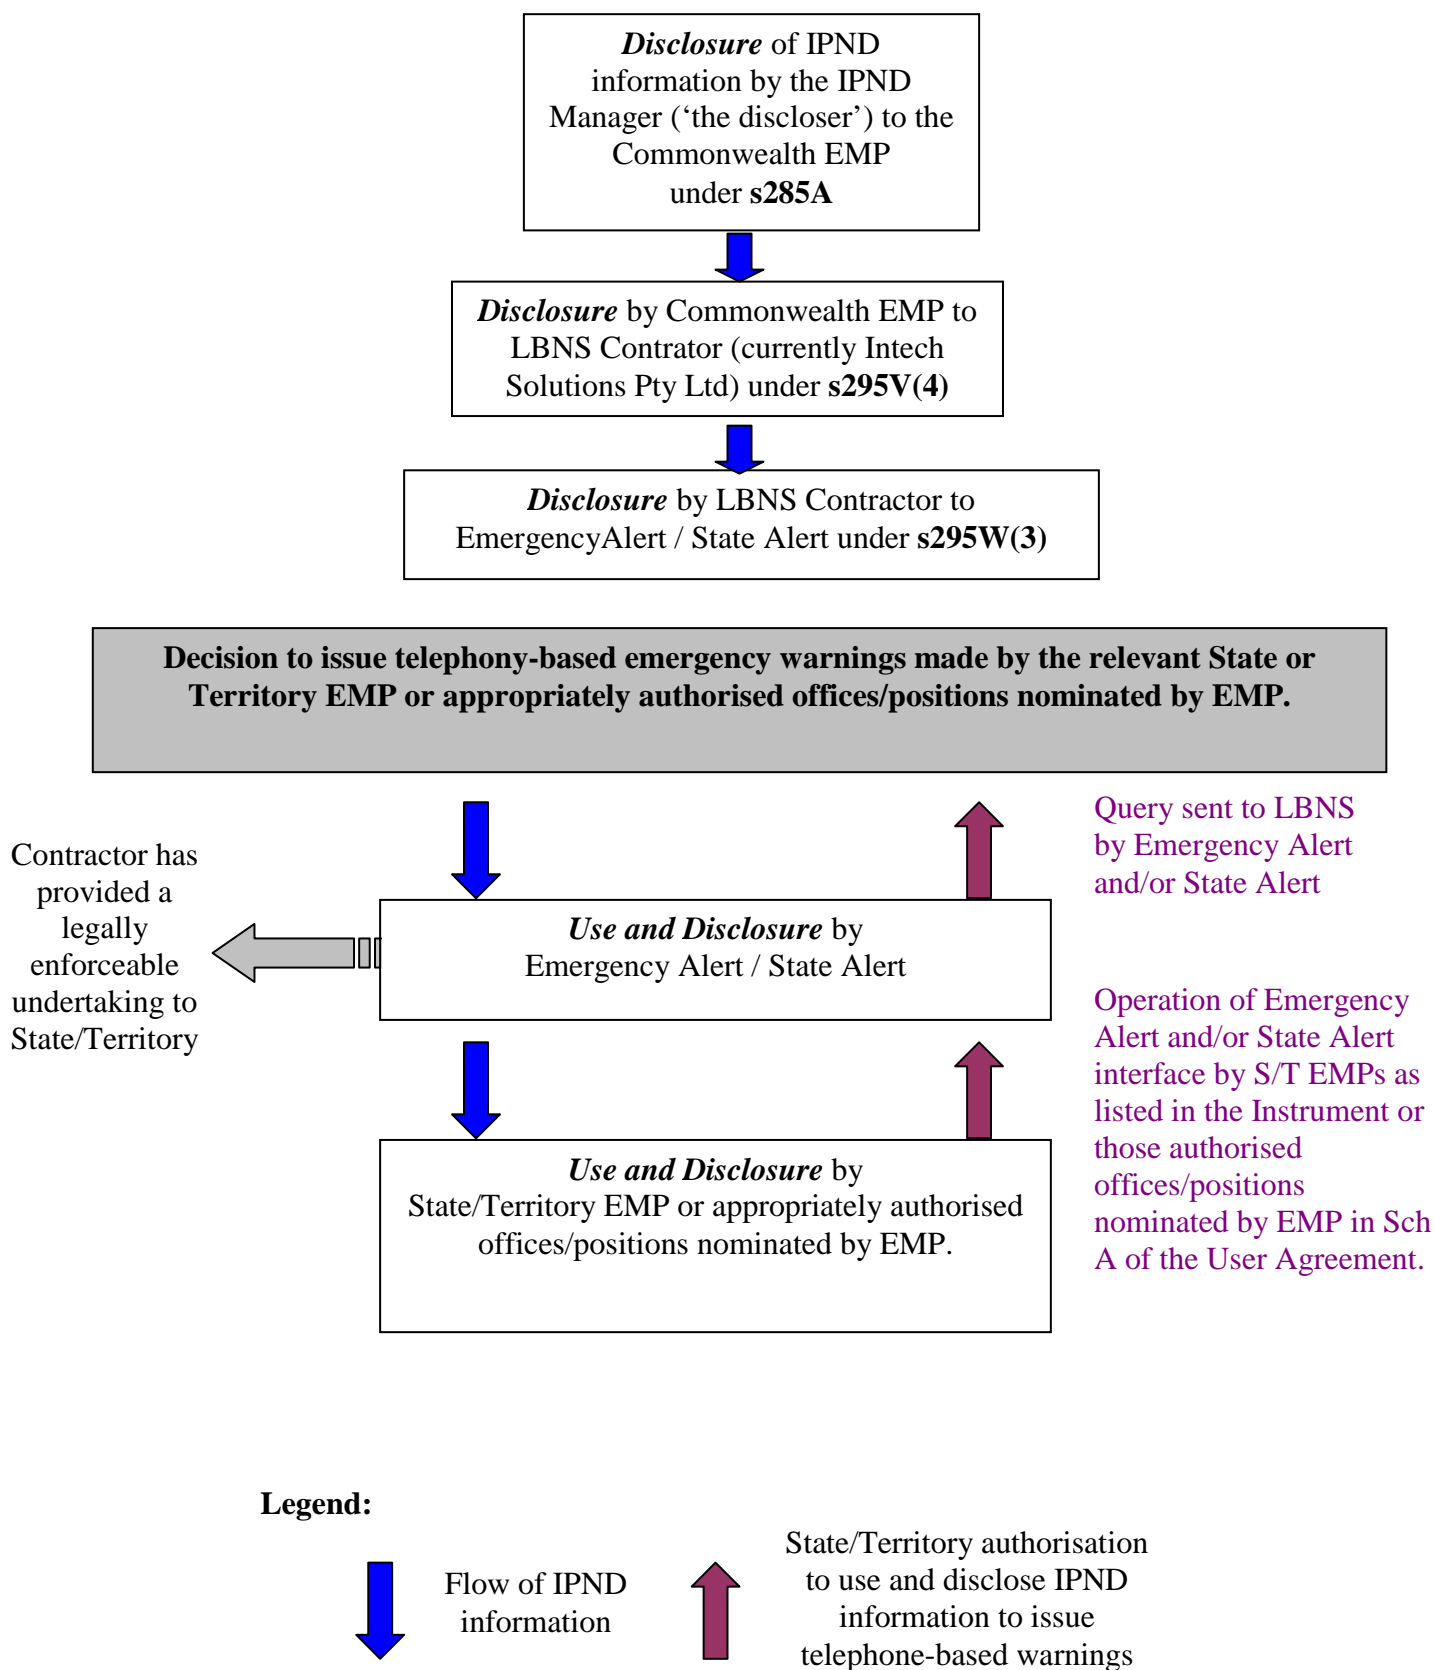 Disclosure of IPND
information by the IPND
Manager (‘the discloser’) to the
Commonwealth EMP
under s285A
Disclosure by Commonwealth EMP to
LBNS Contrator (currently Intech
Solutions Pty Ltd) under s295V(4)
Disclosure by LBNS Contractor to
EmergencyAlert / State Alert under s295W(3)
Decision to issue telephony-based emergency warnings made by the relevant State or
Territory EMP or appropriately authorised offices/positions nominated by EMP.
Query sent to LBNS
by Emergency Alert
and/or State Alert
Contractor has
provided a
legally
enforceable
undertaking to
State/Territory
Use and Disclosure by
Emergency Alert / State Alert
Operation of Emergency
Alert and/or State Alert
interface by S/T EMPs as
listed in the Instrument or
those authorised
offices/positions
nominated by EMP in Sch
A of the User Agreement.
Use and Disclosure by
State/Territory EMP or appropriately authorised
offices/positions nominated by EMP.
Legend:
Flow of IPND
information
State/Territory authorisation
to use and disclose IPND
information to issue
telephone-based warnings